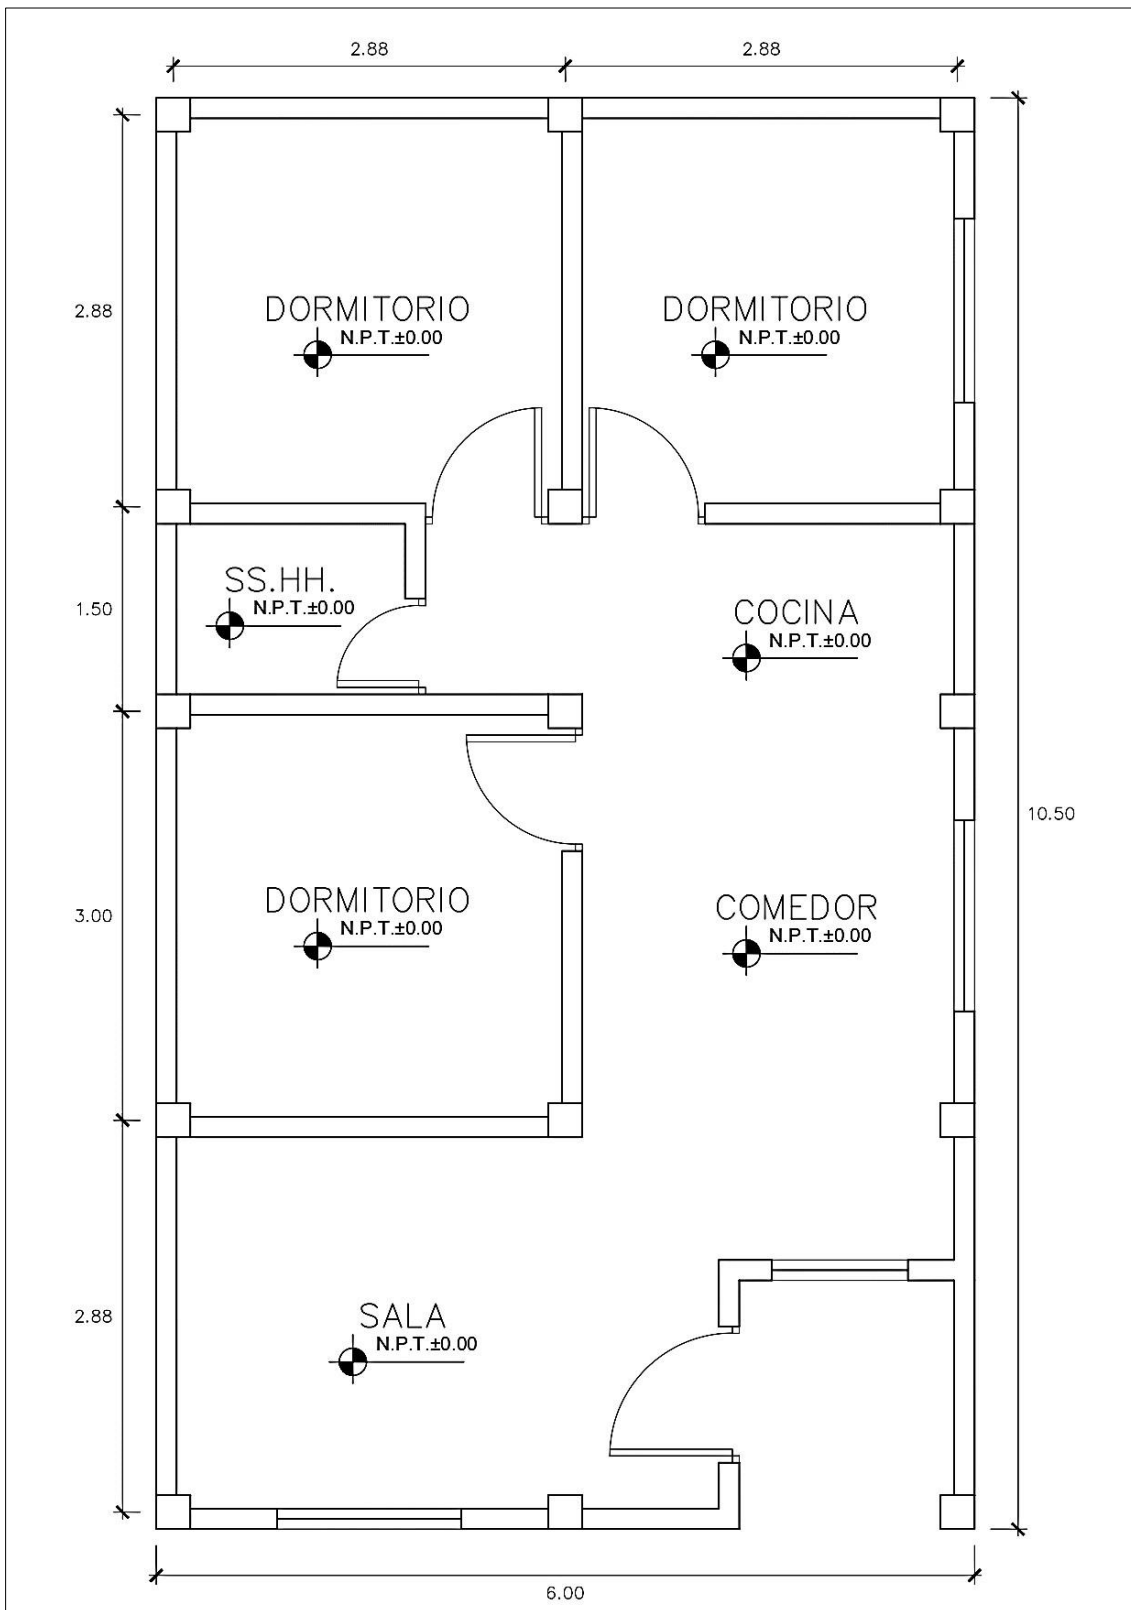 2.88
2.88
2.88
DORMITORIO
N.P.T.±0.00
DORMITORIO
N.P.T.±0.00
1.50
SS.HH.
N.P.T.±0.00
COCINA
N.P.T.±0.00
10.50
3.00
DORMITORIO
N.P.T.±0.00
COMEDOR
N.P.T.±0.00
2.88
SALA
N.P.T.±0.00
6.00